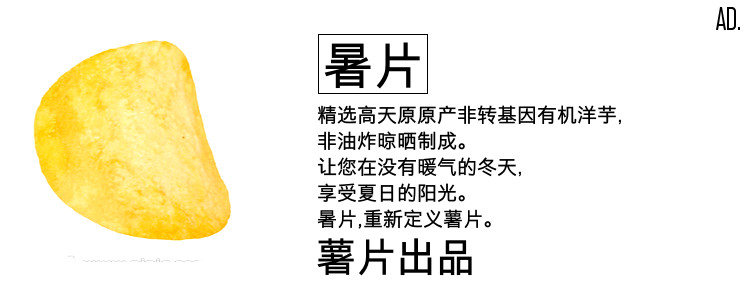 AD.
暑片
精选高天原原产非转基因有机洋芋,
非油炸晾晒制成。
让您在没有暖气的冬天,
享受夏日的阳光。
暑片,重新定义薯片。
薯片出品